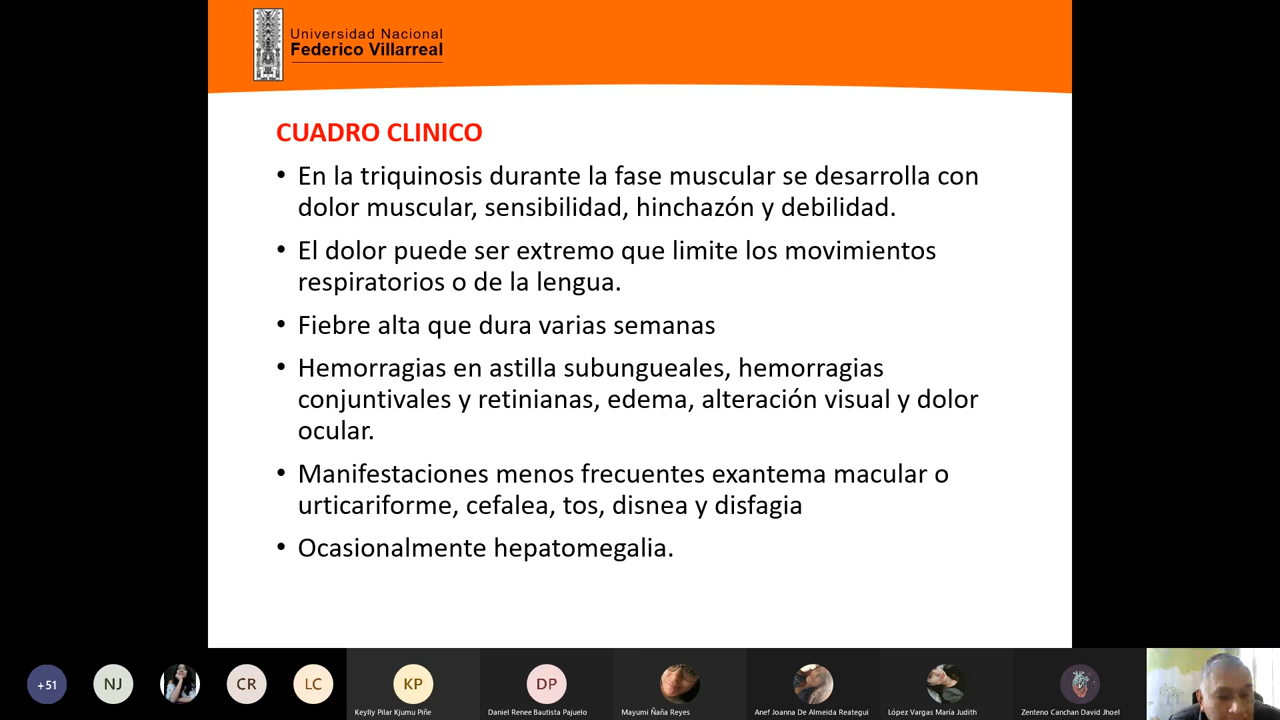 Universidad Nacional
Federico Villarreal
CUADRO CLINICO
• En la triquinosis durante la fase muscular se desarrolla con
dolor muscular, sensibilidad, hinchazón y debilidad.
• El dolor puede ser extremo que limite los movimientos
respiratorios o de la lengua.
• Fiebre alta que dura varias semanas
• Hemorragias en astilla subungueales, hemorragias
conjuntivales y retinianas, edema, alteración visual y dolor
ocular.
• Manifestaciones menos frecuentes exantema macular o
urticariforme, cefalea, tos, disnea y disfagia
• Ocasionalmente hepatomegalia.
+51 NJ CR LC KP DP
Keylly Pilar Kjumu Piñe Daniel Renee Bautista Pajuelo Mayumi Ñaña Reyes Anef Joanna De Almeida Reategui López Vargas María Judith Zenteno Canchan David Jhoel